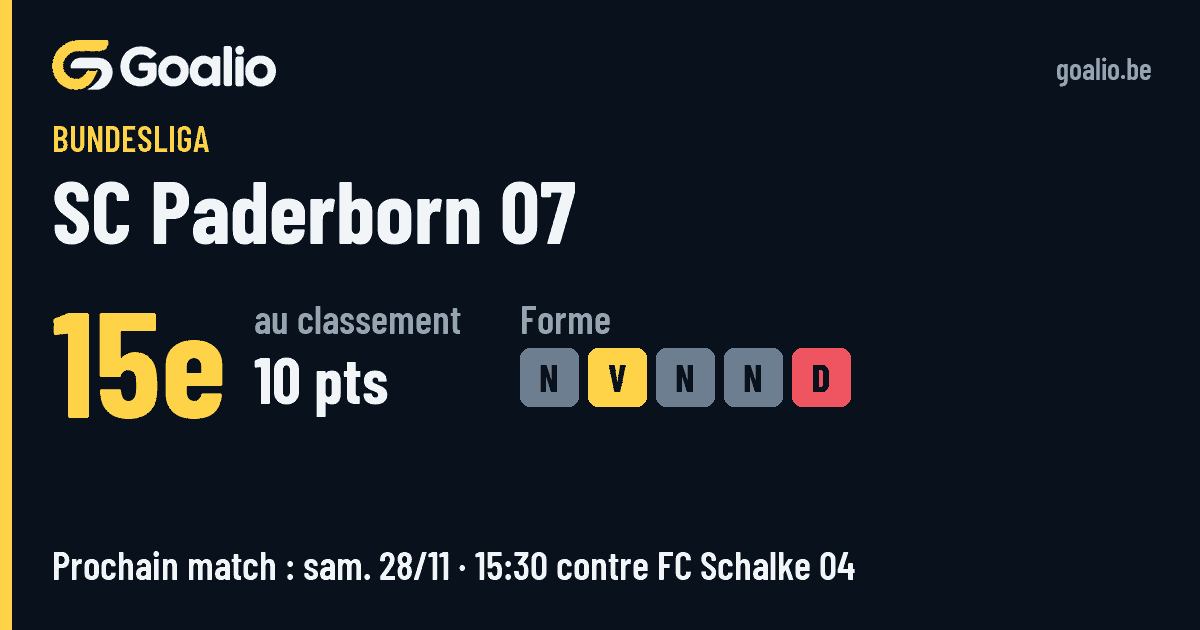 Goalio
goalio.be
BUNDESLIGA
SC Paderborn 07
15e
au classement
10 pts
Forme
N V N N D
Prochain match : sam. 28/11 · 15:30 contre FC Schalke 04